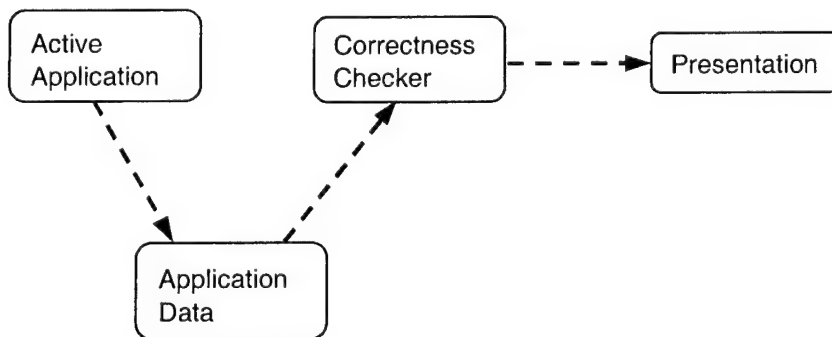 Active
Application
Correctness
Checker
Presentation
Application
Data